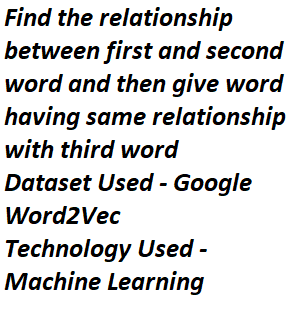 Find the relationship
between first and second
word and then give word
having same relationship
with third word
Dataset Used - Google
Word2Vec
Technology Used -
Machine Learning